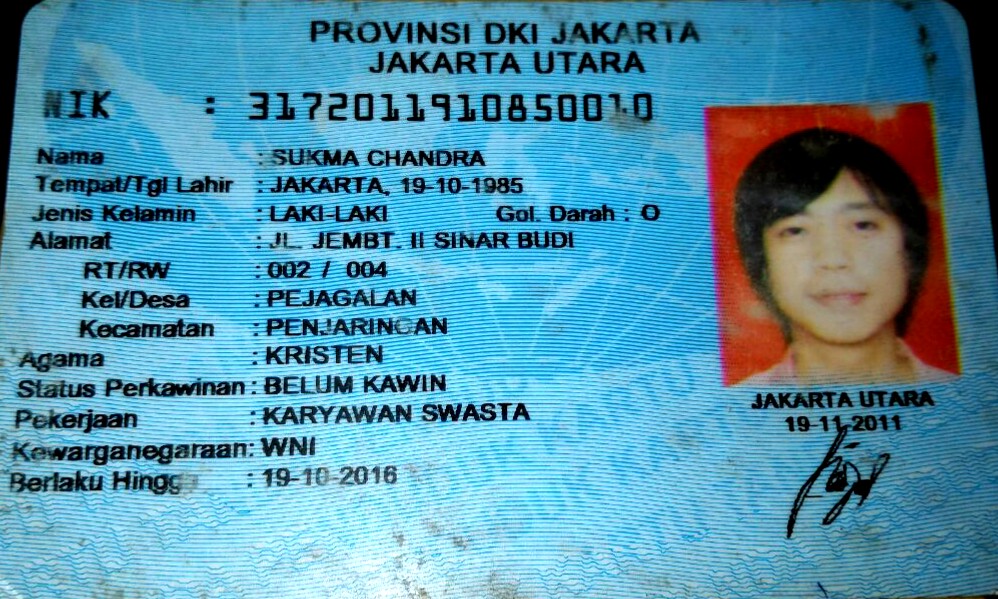 PROVINSI DKI JAKARTA
JAKARTA UTARA
NIK : 3172011910850010
Nama : SUKMA CHANDRA
Tempat/Tgl Lahir : JAKARTA, 19-10-1985
Jenis Kelamin : LAKI-LAKI Gol. Darah : O
Alamat : JL. JEMBT. II SINAR BUDI
RT/RW : 002 / 004
Kel/Desa : PEJAGALAN
Kecamatan : PENJARINGAN
Agama : KRISTEN
Status Perkawinan : BELUM KAWIN
Pekerjaan : KARYAWAN SWASTA
Kewarganegaraan : WNI
Berlaku Hingga : 19-10-2016
JAKARTA UTARA
19-11-2011